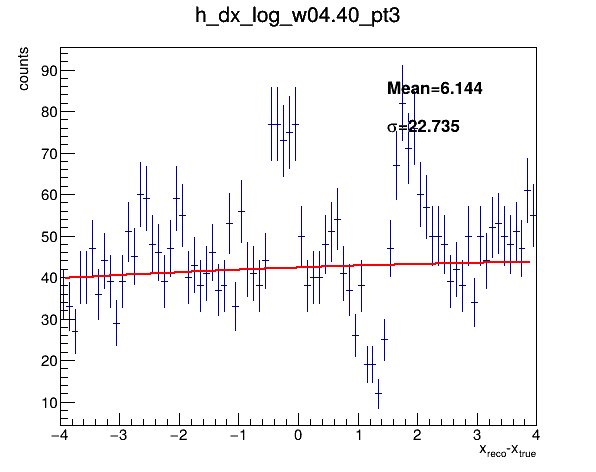 h_dx_log_w04.40_pt3
counts
90
80
70
60
50
40
30
20
10
Mean=6.144
σ=22.735
−4 −3 −2 −1 0 1 2 3 4
x_reco-x_true